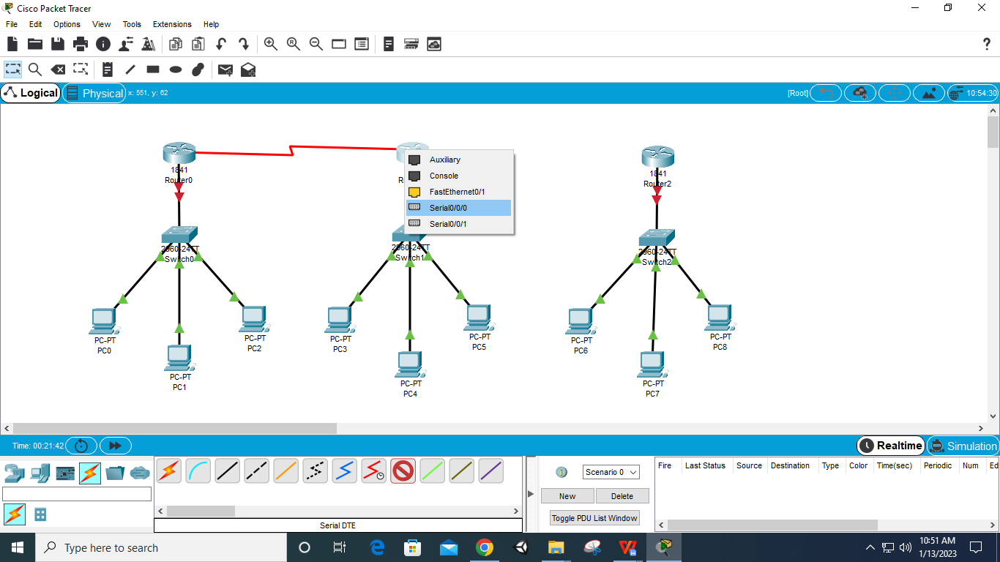 Cisco Packet Tracer
File Edit Options View Tools Extensions Help
?
Logical Physical x: 551, y: 62 [Root] 10:54:30
1841
Router0
Auxiliary
Console
FastEthernet0/1
Serial0/0/0
Serial0/0/1
1841
Router2
2960-24TT
Switch0
2960-24TT
Switch1
2960-24TT
Switch2
PC-PT
PC0
PC-PT
PC1
PC-PT
PC2
PC-PT
PC3
PC-PT
PC4
PC-PT
PC5
PC-PT
PC6
PC-PT
PC7
PC-PT
PC8
Time: 00:21:42 Realtime Simulation
Scenario 0
New Delete
Toggle PDU List Window
Fire Last Status Source Destination Type Color Time(sec) Periodic Num Ed
Serial DTE
Type here to search
10:51 AM
1/13/2023